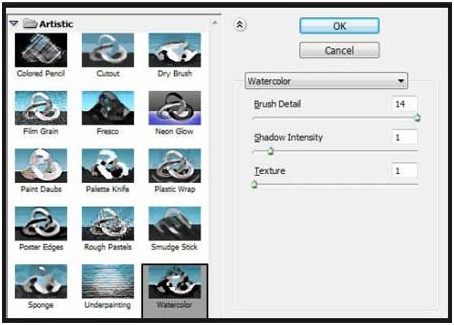 Artistic
Colored Pencil
Cutout
Dry Brush
Film Grain
Fresco
Neon Glow
Paint Daubs
Palette Knife
Plastic Wrap
Poster Edges
Rough Pastels
Smudge Stick
Sponge
Underpainting
Watercolor
OK
Cancel
Watercolor
Brush Detail 14
Shadow Intensity 1
Texture 1